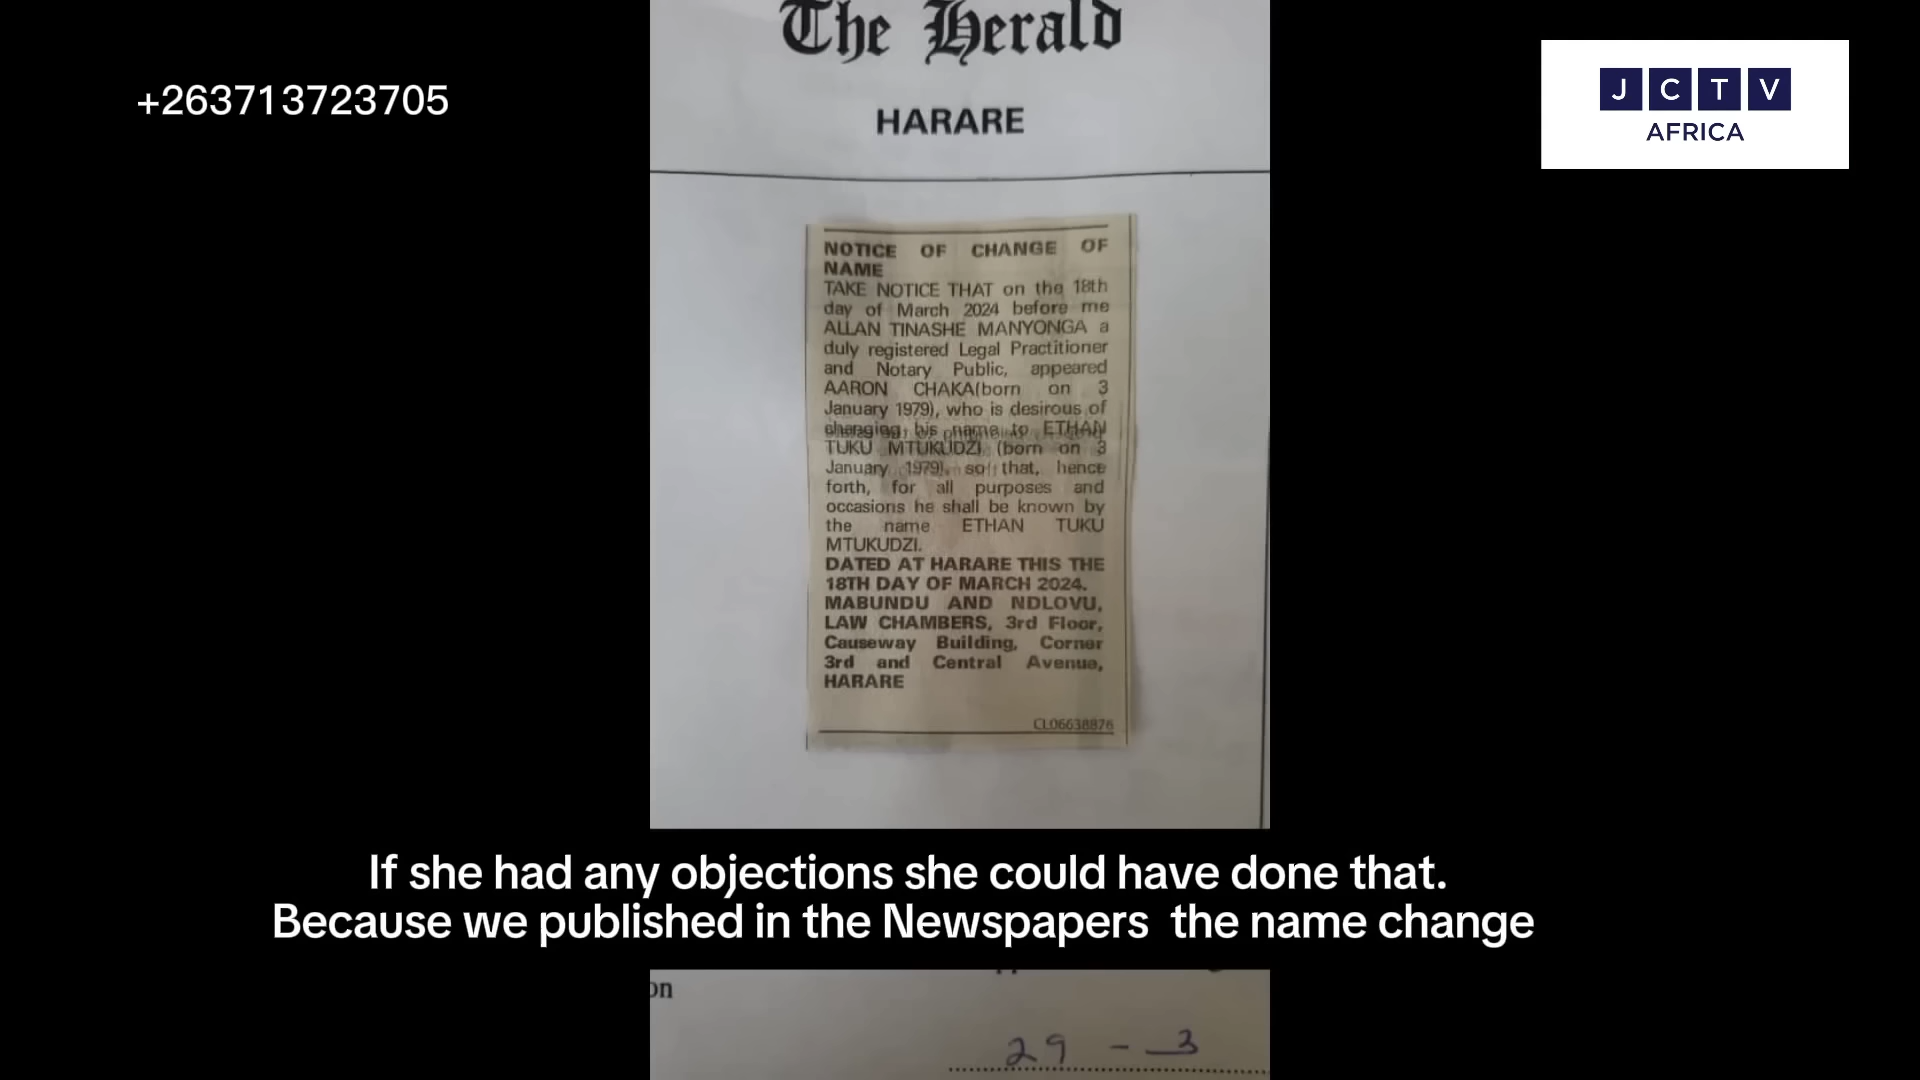 The Herald
+263713723705
J C T V
AFRICA
HARARE
NOTICE OF CHANGE OF
NAME
TAKE NOTICE THAT on the 18th
day of March 2024 before me
ALLAN TINASHE MANYONGA a
duly registered Legal Practitioner
and Notary Public, appeared
AARON CHAKA(born on 3
January 1979), who is desirous of
changing his name to ETHAN
TUKU MTUKUDZI (born on 3
January 1979), so that, hence
forth, for all purposes and
occasions he shall be known by
the name ETHAN TUKU
MTUKUDZI.
DATED AT HARARE THIS THE
18TH DAY OF MARCH 2024.
MABUNDU AND NDLOVU,
LAW CHAMBERS, 3rd Floor,
Causeway Building, Corner
3rd and Central Avenue,
HARARE
CL06638876
If she had any objections she could have done that.
Because we published in the Newspapers the name change
on
29 - 3